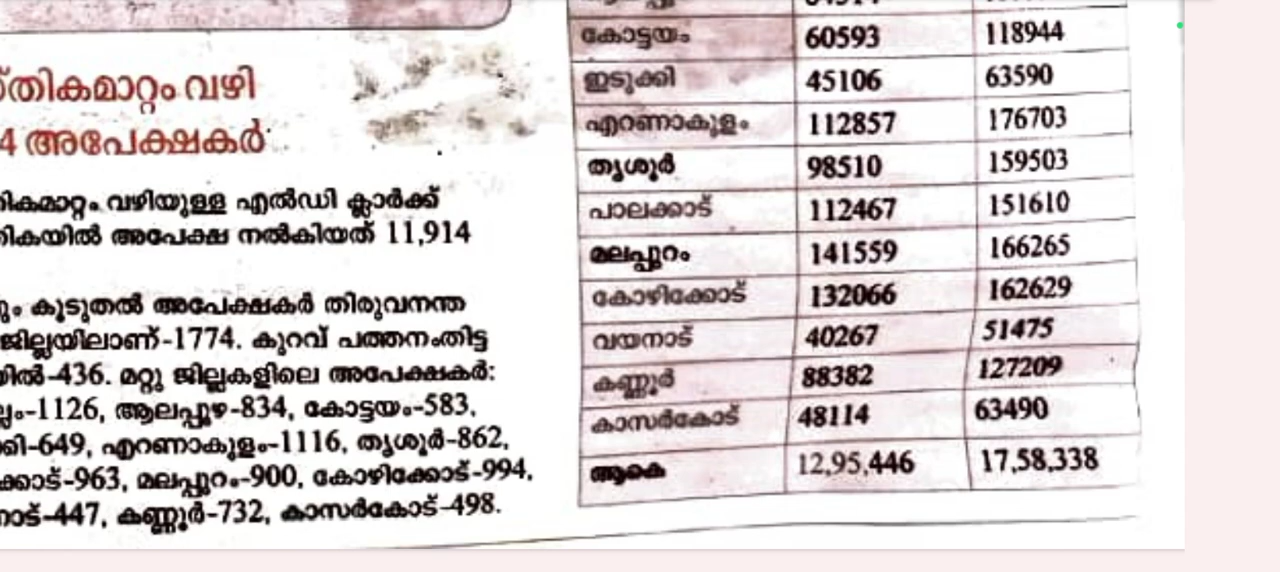 തികമാറ്റം വഴി
4 അപേക്ഷകർ
തികമാറ്റം വഴിയുള്ള എൽഡി ക്ലാർക്ക്
തികയിൽ അപേക്ഷ നൽകിയത് 11,914
കൂടുതൽ അപേക്ഷകർ തിരുവനന്ത
ജില്ലയിലാണ്-1774. കുറവ് പത്തനംതിട്ട
യിൽ-436. മറ്റു ജില്ലകളിലെ അപേക്ഷകർ:
ല്ലം-1126, ആലപ്പുഴ-834, കോട്ടയം-583,
ക്കി-649, എറണാകുളം-1116, തൃശൂർ-862,
ക്കാട്-963, മലപ്പുറം-900, കോഴിക്കോട്-994,
നാട്-447, കണ്ണൂർ-732, കാസർകോട്-498.
കോട്ടയം 60593 118944
ഇടുക്കി 45106 63590
എറണാകുളം 112857 176703
തൃശൂർ 98510 159503
പാലക്കാട് 112467 151610
മലപ്പുറം 141559 166265
കോഴിക്കോട് 132066 162629
വയനാട് 40267 51475
കണ്ണൂർ 88382 127209
കാസർകോട് 48114 63490
ആകെ 12,95,446 17,58,338